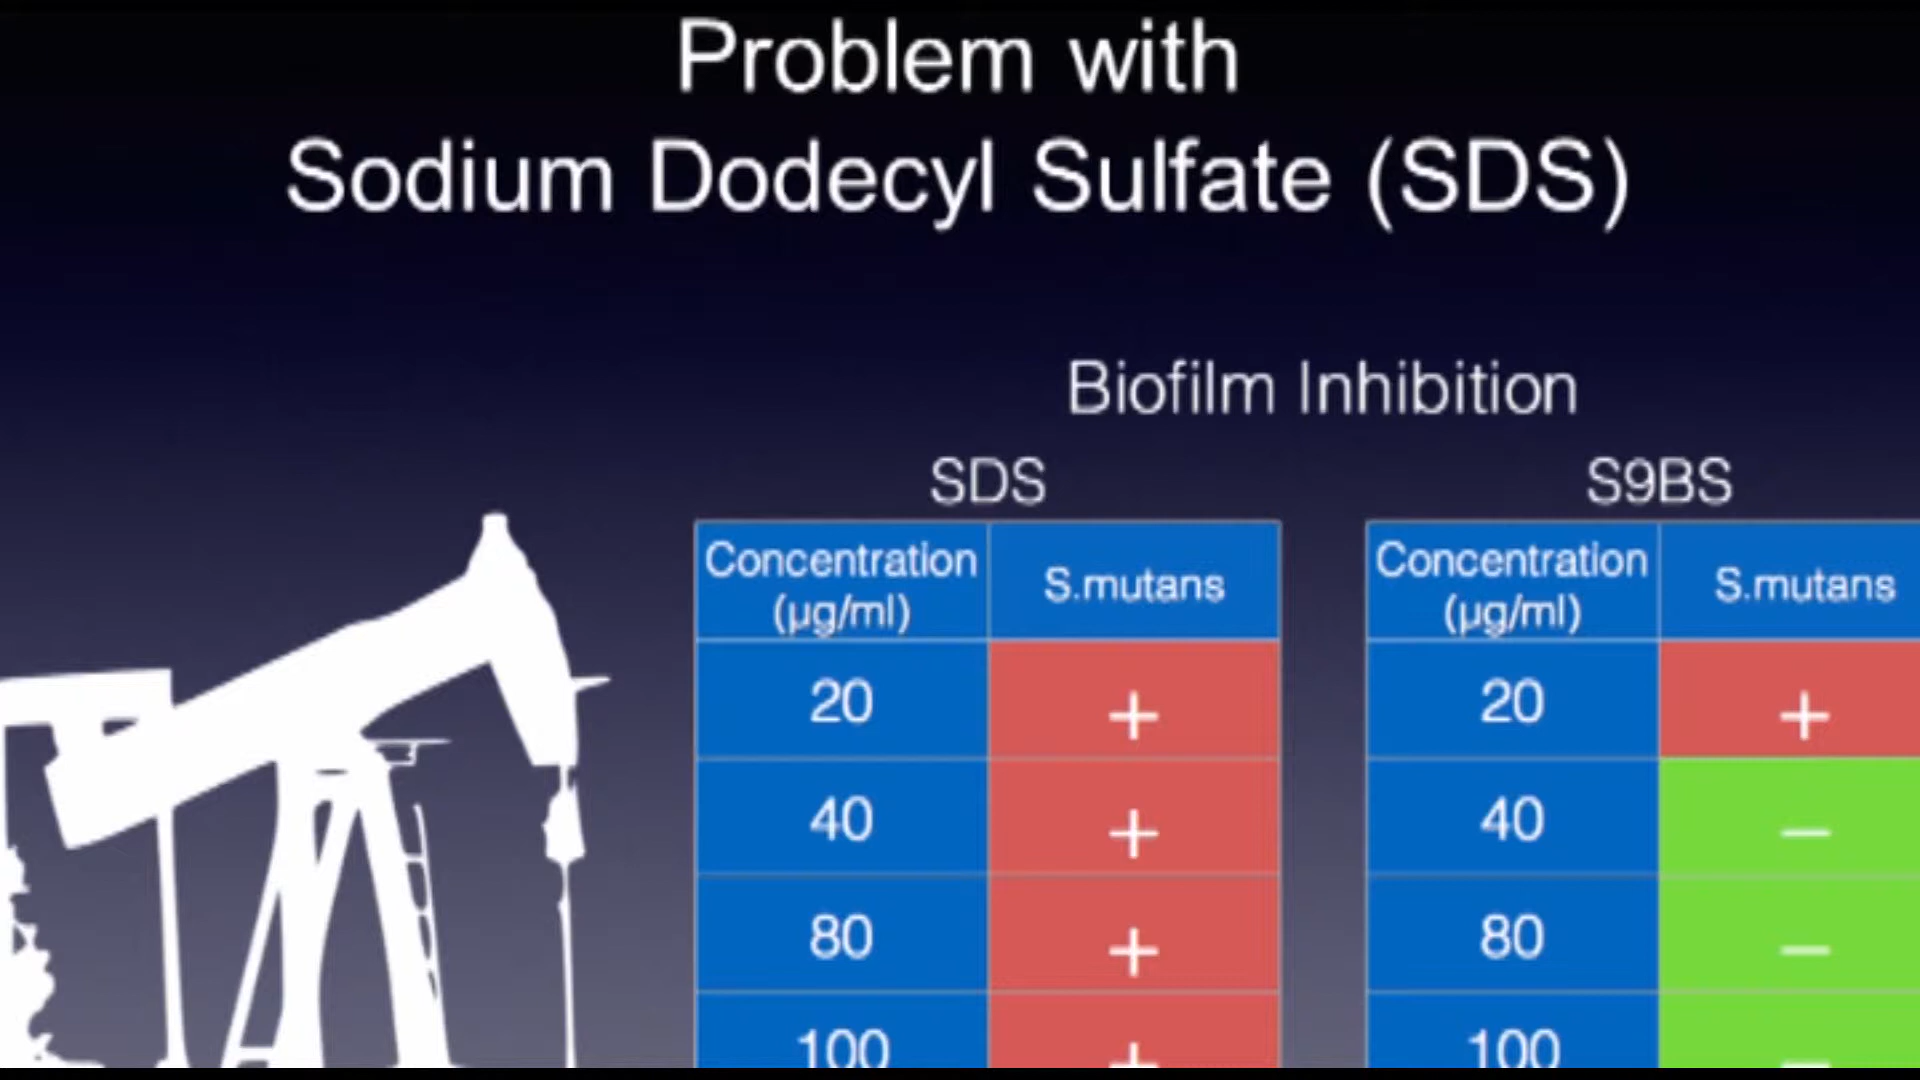 Problem with
Sodium Dodecyl Sulfate (SDS)
Biofilm Inhibition
SDS
Concentration (µg/ml) S.mutans
20 +
40 +
80 +
100 +
S9BS
Concentration (µg/ml) S.mutans
20 +
40 –
80 –
100 –